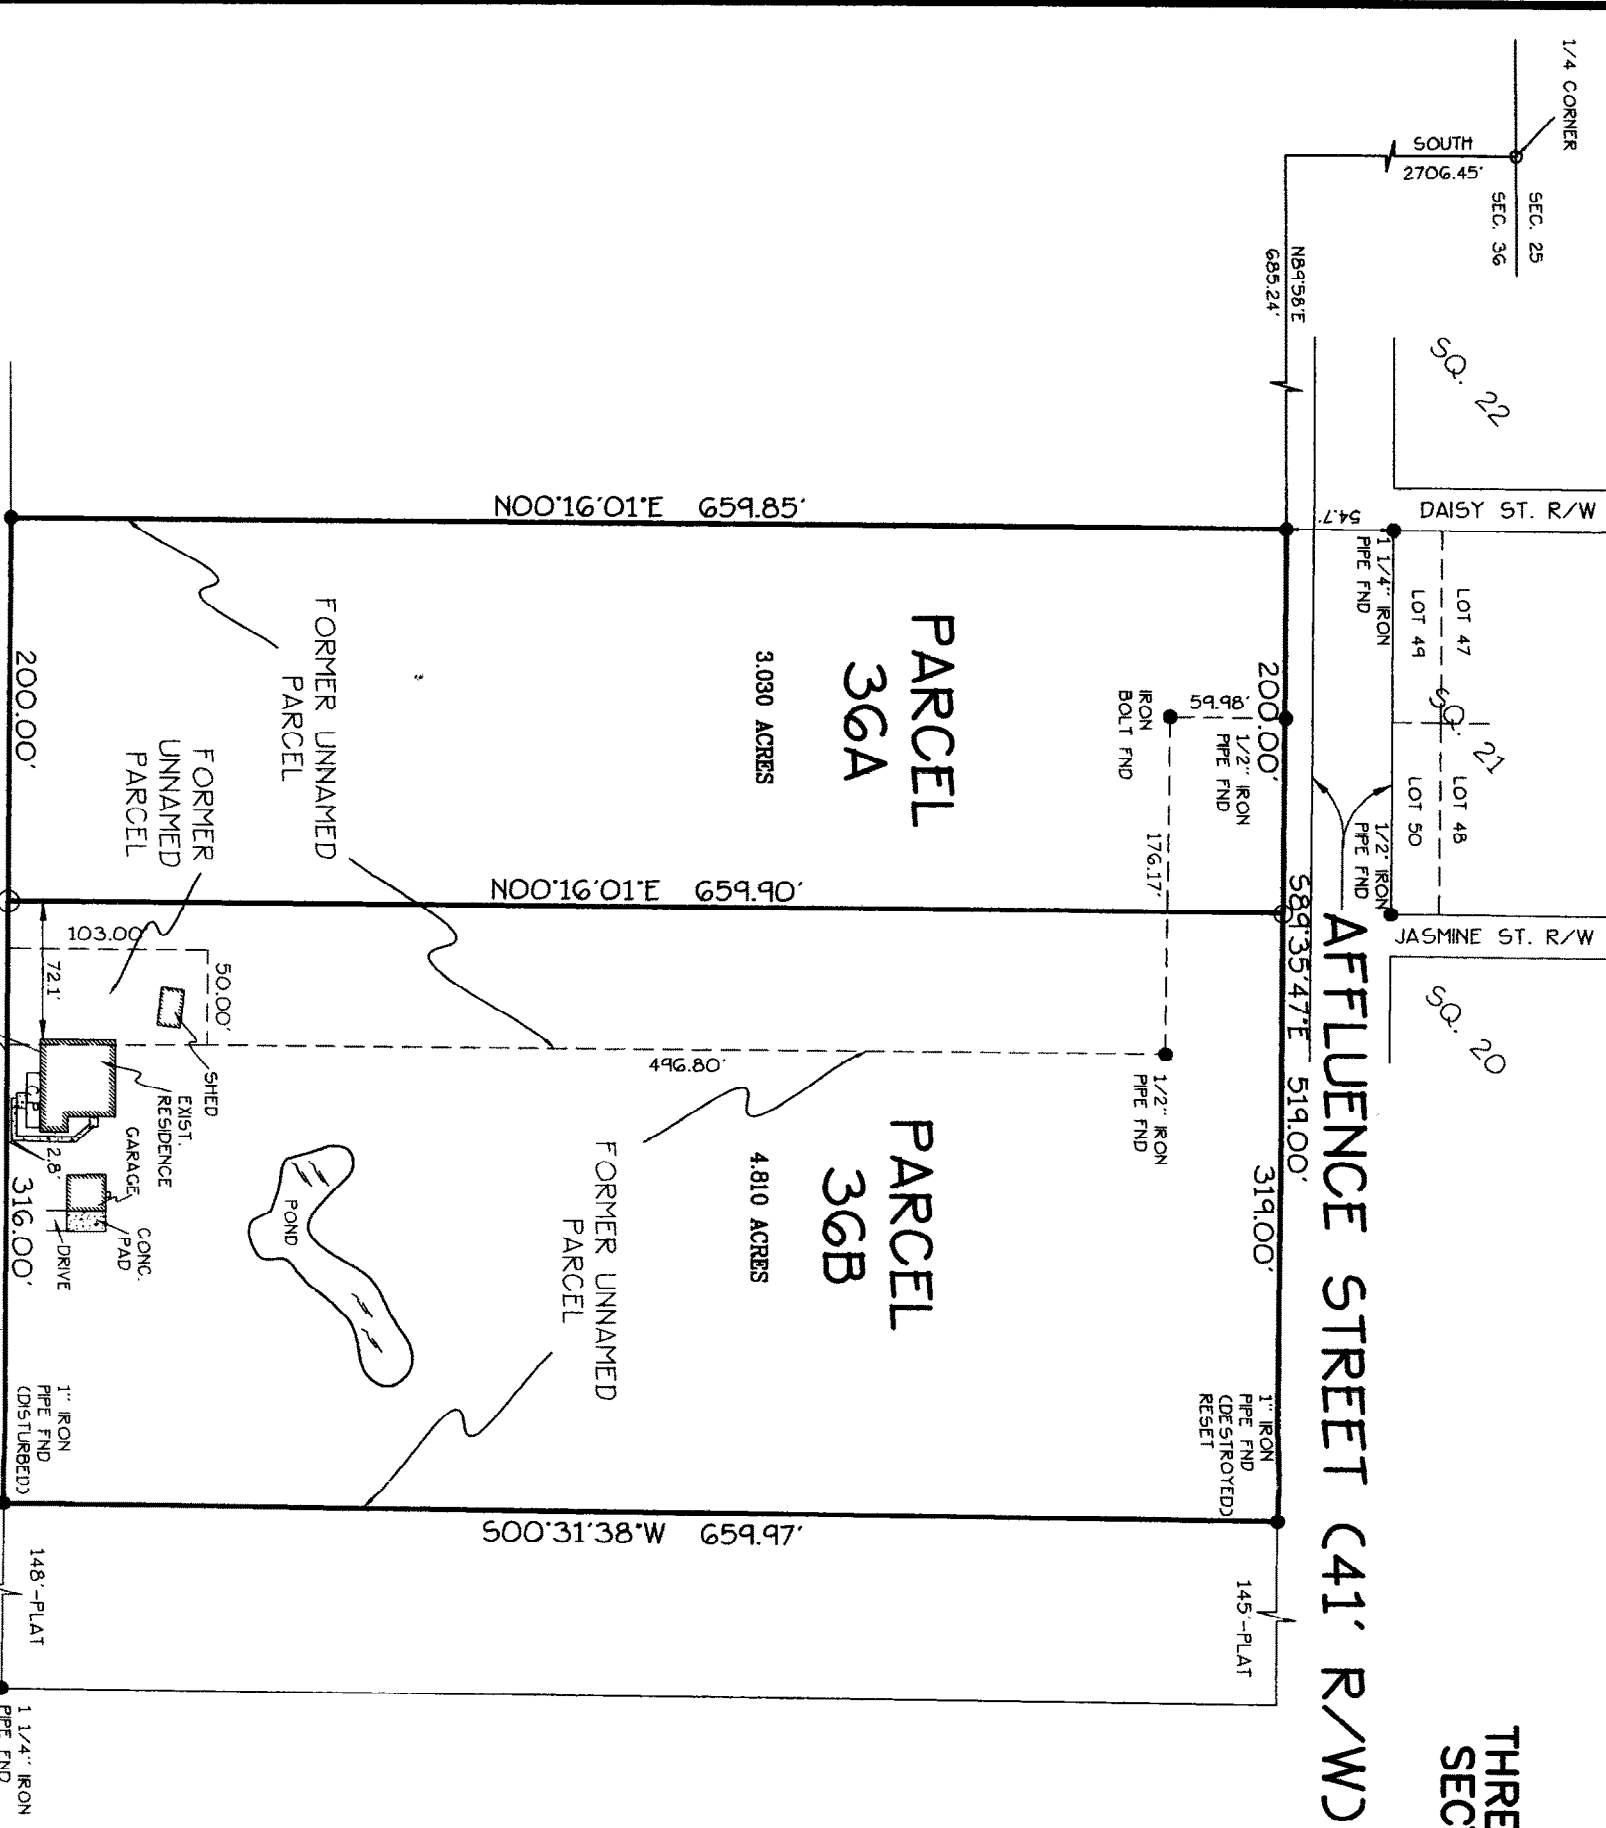 1/4 CORNER
SEC. 25
SEC. 36
SOUTH
2706.45'
N89°58'E
685.24'
SQ. 22
DAISY ST. R/W
54.7'
1 1/4" IRON
PIPE FND
LOT 47
LOT 49
SQ. 21
LOT 48
LOT 50
1/2" IRON
PIPE FND
JASMINE ST. R/W
SQ. 20
AFFLUENCE STREET (41' R/W)
THRE
SEC
S89°35'47"E 519.00'
200.00'
319.00'
N00°16'01"E 659.85'
59.98'
1/2" IRON
PIPE FND
IRON
BOLT FND
176.17'
1/2" IRON
PIPE FND
PARCEL
36A
3.030 ACRES
N00°16'01"E 659.90'
PARCEL
36B
4.810 ACRES
1" IRON
PIPE FND
(DESTROYED)
RESET
496.80'
FORMER UNNAMED
PARCEL
FORMER UNNAMED
PARCEL
FORMER
UNNAMED
PARCEL
S00°31'38"W 659.97'
145'-PLAT
POND
103.00'
50.00'
72.1'
SHED
EXIST.
RESIDENCE
GARAGE
CONC.
PAD
DRIVE
2.8'
200.00'
316.00'
1" IRON
PIPE FND
(DISTURBED)
148'-PLAT
1 1/4" IRON
PIPE FND